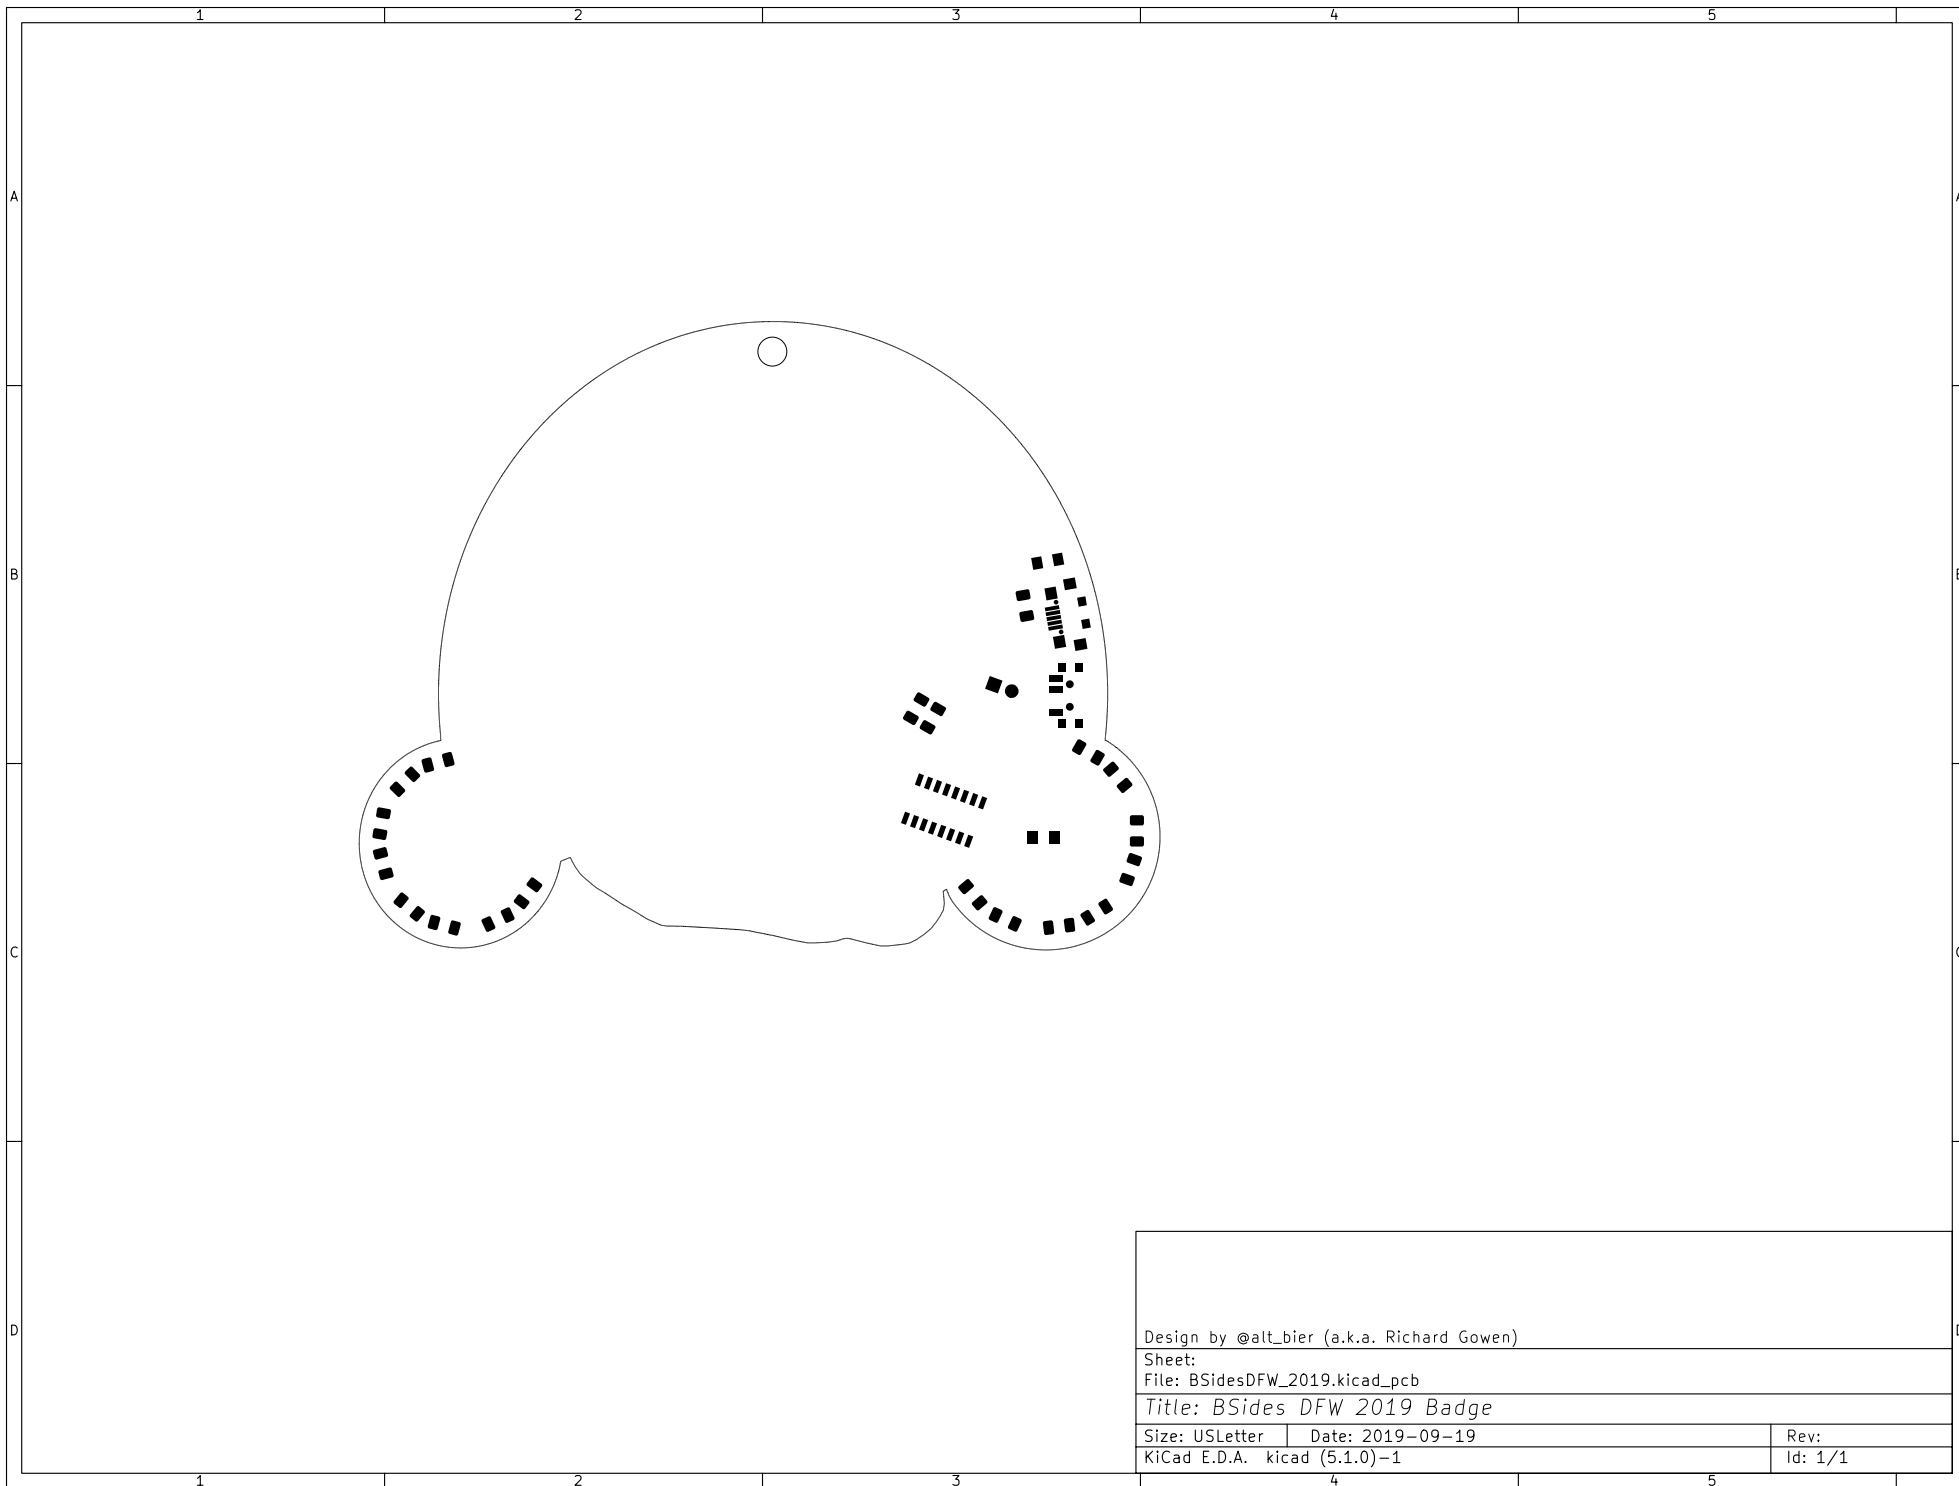 1 2 3 4 5
A A
B B
C C
D D
Design by @alt_bier (a.k.a. Richard Gowen)
Sheet:
File: BSidesDFW_2019.kicad_pcb
Title: BSides DFW 2019 Badge
Size: USLetter Date: 2019-09-19 Rev:
KiCad E.D.A. kicad (5.1.0)-1 Id: 1/1
1 2 3 4 5